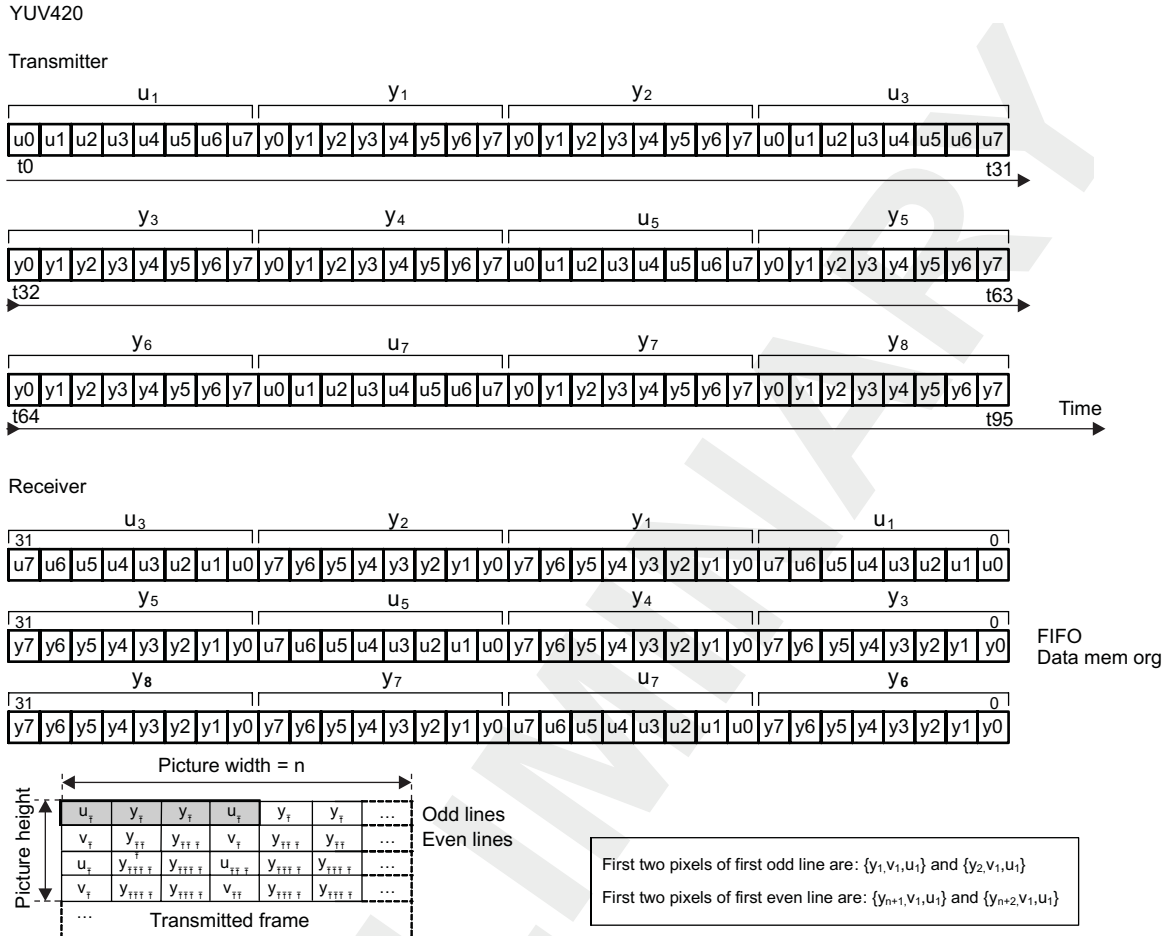 YUV420
Transmitter
u1 y1 y2 u3
u0 u1 u2 u3 u4 u5 u6 u7 y0 y1 y2 y3 y4 y5 y6 y7 y0 y1 y2 y3 y4 y5 y6 y7 u0 u1 u2 u3 u4 u5 u6 u7
t0 t31
y3 y4 u5 y5
y0 y1 y2 y3 y4 y5 y6 y7 y0 y1 y2 y3 y4 y5 y6 y7 u0 u1 u2 u3 u4 u5 u6 u7 y0 y1 y2 y3 y4 y5 y6 y7
t32 t63
y6 u7 y7 y8
y0 y1 y2 y3 y4 y5 y6 y7 u0 u1 u2 u3 u4 u5 u6 u7 y0 y1 y2 y3 y4 y5 y6 y7 y0 y1 y2 y3 y4 y5 y6 y7
t64 t95 Time
Receiver
u3 y2 y1 u1
31 0
u7 u6 u5 u4 u3 u2 u1 u0 y7 y6 y5 y4 y3 y2 y1 y0 y7 y6 y5 y4 y3 y2 y1 y0 u7 u6 u5 u4 u3 u2 u1 u0
y5 u5 y4 y3
31 0
y7 y6 y5 y4 y3 y2 y1 y0 u7 u6 u5 u4 u3 u2 u1 u0 y7 y6 y5 y4 y3 y2 y1 y0 y7 y6 y5 y4 y3 y2 y1 y0
FIFO
Data mem org
y8 y7 u7 y6
31 0
y7 y6 y5 y4 y3 y2 y1 y0 y7 y6 y5 y4 y3 y2 y1 y0 u7 u6 u5 u4 u3 u2 u1 u0 y7 y6 y5 y4 y3 y2 y1 y0
Picture width = n
Picture height
u y y u y y ... Odd lines
v y y v y y ... Even lines
u y y u y y ...
v y y v y y ...
... Transmitted frame
First two pixels of first odd line are: {y1,v1,u1} and {y2,v1,u1}
First two pixels of first even line are: {yn+1,v1,u1} and {yn+2,v1,u1}